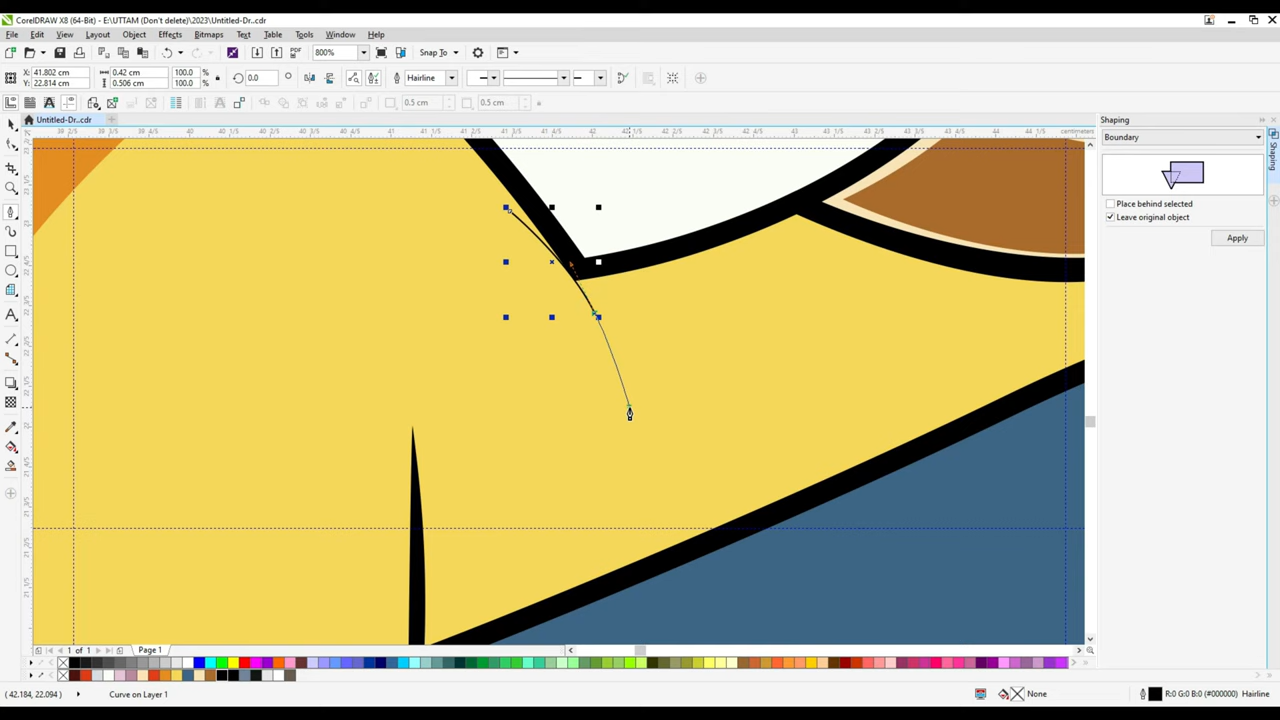 CorelDRAW X8 (64-Bit) - E:\UTTAM (Don't delete)\2023\Untitled-Dr..cdr
File Edit View Layout Object Effects Bitmaps Text Table Tools Window Help
PDF 800% Snap To
X: 41.802 cm 0.42 cm 100.0 % 0.0 Hairline
Y: 22.814 cm 0.506 cm 100.0 %
0.5 cm 0.5 cm
Untitled-Dr..cdr
centimeters
Shaping
Boundary
Shaping
Place behind selected
Leave original object
Apply
1 of 1 Page 1
( 42.184, 22.094 ) Curve on Layer 1 None R:0 G:0 B:0 (#000000) Hairline